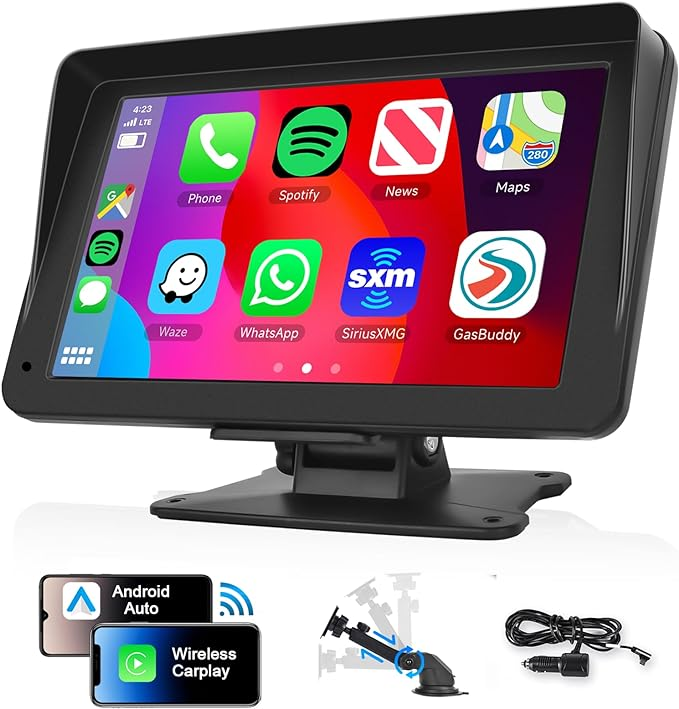 4:23
LTE
Phone
Spotify
News
Maps
280
G
Waze
WhatsApp
sxm
SiriusXMG
GasBuddy
Android
Auto
Wireless
Carplay